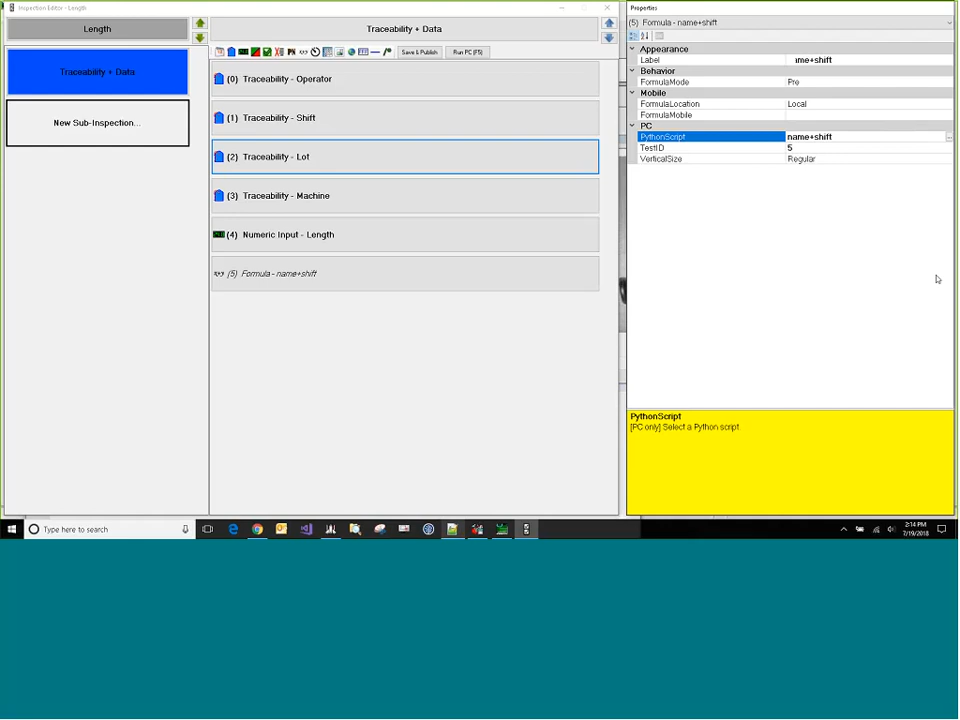 Inspection Editor - Length
Length
Traceability + Data
New Sub-Inspection...
Traceability + Data
Save & Publish
Run PC (F5)
(0) Traceability - Operator
(1) Traceability - Shift
(2) Traceability - Lot
(3) Traceability - Machine
(4) Numeric Input - Length
(5) Formula - name+shift
Properties
(5) Formula - name+shift
Appearance
Label ame+shift
Behavior
FormulaMode Pre
Mobile
FormulaLocation Local
FormulaMobile
PC
PythonScript name+shift
TestID 5
VerticalSize Regular
PythonScript
[PC only] Select a Python script
Type here to search
2:14 PM
7/19/2018